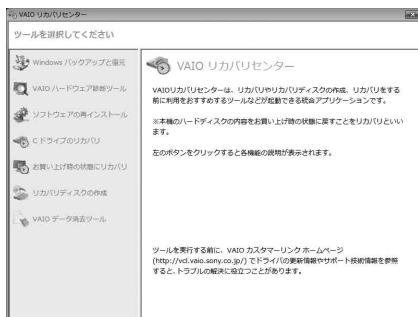 VAIO リカバリセンター
ツールを選択してください
Windows バックアップと復元
VAIO ハードウェア診断ツール
ソフトウェアの再インストール
C ドライブのリカバリ
お買い上げ時の状態にリカバリ
リカバリディスクの作成
VAIO データ消去ツール
VAIO リカバリセンター
VAIOリカバリセンターは、リカバリやリカバリディスクの作成、リカバリをする
前に利用をおすすめするツールなどが起動できる統合アプリケーションです。
※本機のハードディスクの内容をお買い上げ時の状態に戻すことをリカバリといい
ます。
左のボタンをクリックすると各機能の説明が表示されます。
ツールを実行する前に、VAIO カスタマーリンク ホームページ
(http://vcl.vaio.sony.co.jp/) でドライバの更新情報やサポート技術情報を参照
すると、トラブルの解決に役立つことがあります。